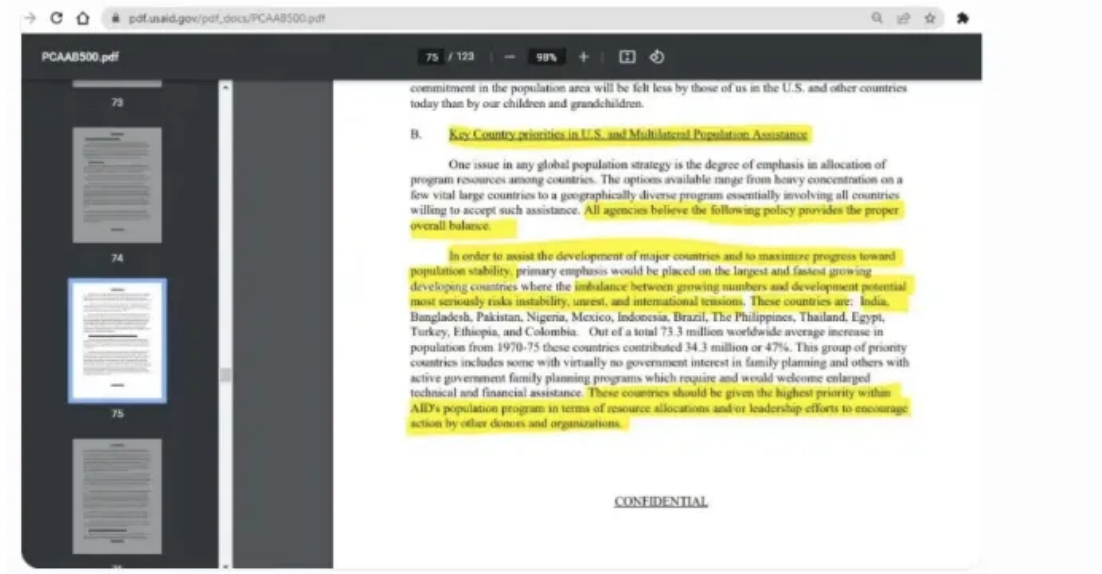 pdf.usaid.gov/pdf_docs/PCAAB500.pdf
PCAAB500.pdf
75 / 123
98%
73
74
75
commitment in the population area will be felt less by those of us in the U.S. and other countries
today than by our children and grandchildren.
B. Key Country priorities in U.S. and Multilateral Population Assistance
One issue in any global population strategy is the degree of emphasis in allocation of
program resources among countries. The options available range from heavy concentration on a
few vital large countries to a geographically diverse program essentially involving all countries
willing to accept such assistance. All agencies believe the following policy provides the proper
overall balance.
In order to assist the development of major countries and to maximize progress toward
population stability, primary emphasis would be placed on the largest and fastest growing
developing countries where the imbalance between growing numbers and development potential
most seriously risks instability, unrest, and international tensions. These countries are: India,
Bangladesh, Pakistan, Nigeria, Mexico, Indonesia, Brazil, The Philippines, Thailand, Egypt,
Turkey, Ethiopia, and Colombia. Out of a total 73.3 million worldwide average increase in
population from 1970-75 these countries contributed 34.3 million or 47%. This group of priority
countries includes some with virtually no government interest in family planning and others with
active government family planning programs which require and would welcome enlarged
technical and financial assistance. These countries should be given the highest priority within
AID's population program in terms of resource allocations and/or leadership efforts to encourage
action by other donors and organizations.
CONFIDENTIAL